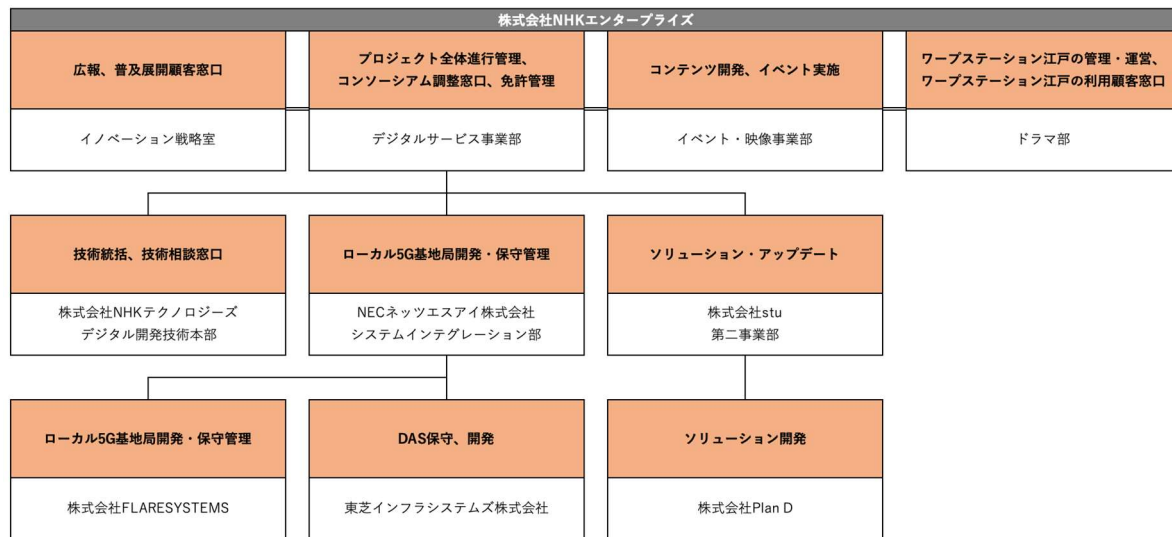 株式会社NHKエンタープライズ
広報、普及展開顧客窓口
イノベーション戦略室
プロジェクト全体進行管理、
コンソーシアム調整窓口、免許管理
デジタルサービス事業部
コンテンツ開発、イベント実施
イベント・映像事業部
ワープステーション江戸の管理・運営、
ワープステーション江戸の利用顧客窓口
ドラマ部
技術統括、技術相談窓口
株式会社NHKテクノロジーズ
デジタル開発技術本部
ローカル5G基地局開発・保守管理
NECネッツエスアイ株式会社
システムインテグレーション部
ソリューション・アップデート
株式会社stu
第二事業部
ローカル5G基地局開発・保守管理
株式会社FLARESYSTEMS
DAS保守、開発
東芝インフラシステムズ株式会社
ソリューション開発
株式会社Plan D